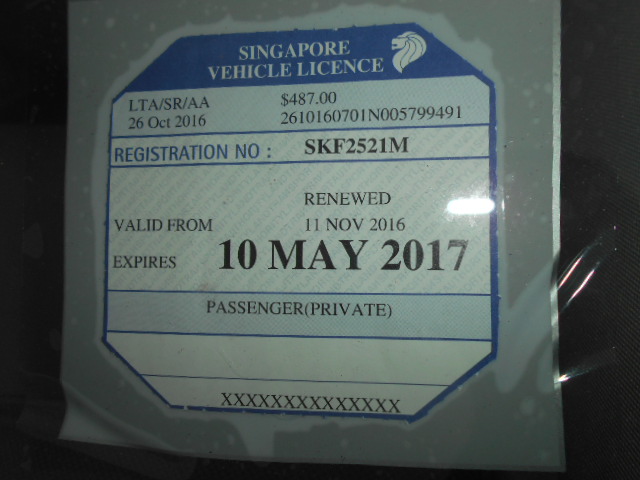 SINGAPORE
VEHICLE LICENCE
LTA/SR/AA $487.00
26 Oct 2016 2610160701N005799491
REGISTRATION NO : SKF2521M
RENEWED
VALID FROM 11 NOV 2016
EXPIRES 10 MAY 2017
PASSENGER(PRIVATE)
XXXXXXXXXXXXXX